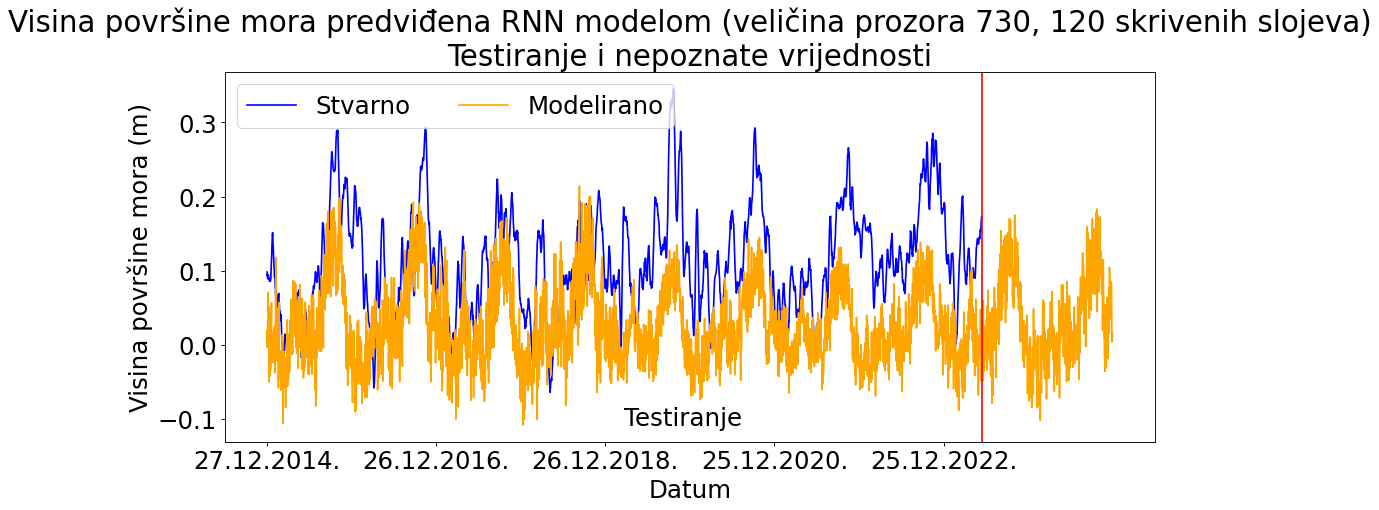 Visina površine mora predviđena RNN modelom (veličina prozora 730, 120 skrivenih slojeva)
Testiranje i nepoznate vrijednosti
Stvarno
Modelirano
Visina površine mora (m)
0.3
0.2
0.1
0.0
−0.1
Testiranje
27.12.2014.
26.12.2016.
26.12.2018.
25.12.2020.
25.12.2022.
Datum